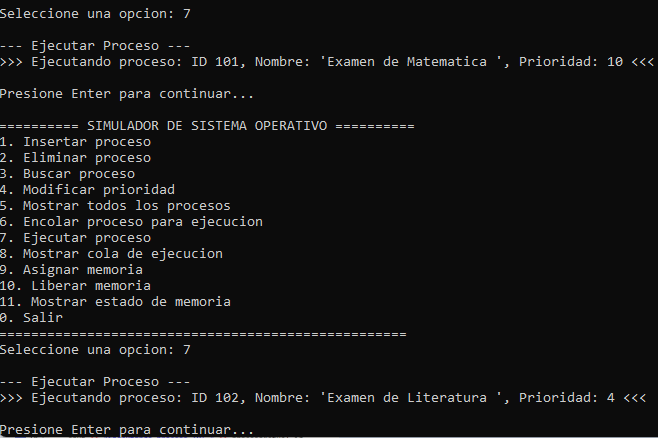 Seleccione una opcion: 7
--- Ejecutar Proceso ---
>>> Ejecutando proceso: ID 101, Nombre: 'Examen de Matematica ', Prioridad: 10 <<<
Presione Enter para continuar...
========== SIMULADOR DE SISTEMA OPERATIVO ==========
1. Insertar proceso
2. Eliminar proceso
3. Buscar proceso
4. Modificar prioridad
5. Mostrar todos los procesos
6. Encolar proceso para ejecucion
7. Ejecutar proceso
8. Mostrar cola de ejecucion
9. Asignar memoria
10. Liberar memoria
11. Mostrar estado de memoria
0. Salir
===================================================
Seleccione una opcion: 7
--- Ejecutar Proceso ---
>>> Ejecutando proceso: ID 102, Nombre: 'Examen de Literatura ', Prioridad: 4 <<<
Presione Enter para continuar...